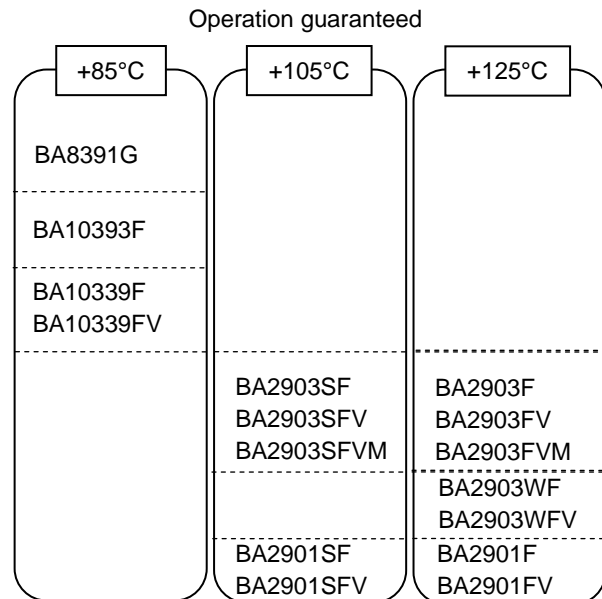 Operation guaranteed
+85°C
+105°C
+125°C
BA8391G
BA10393F
BA10339F
BA10339FV
BA2903SF
BA2903SFV
BA2903SFVM
BA2901SF
BA2901SFV
BA2903F
BA2903FV
BA2903FVM
BA2903WF
BA2903WFV
BA2901F
BA2901FV